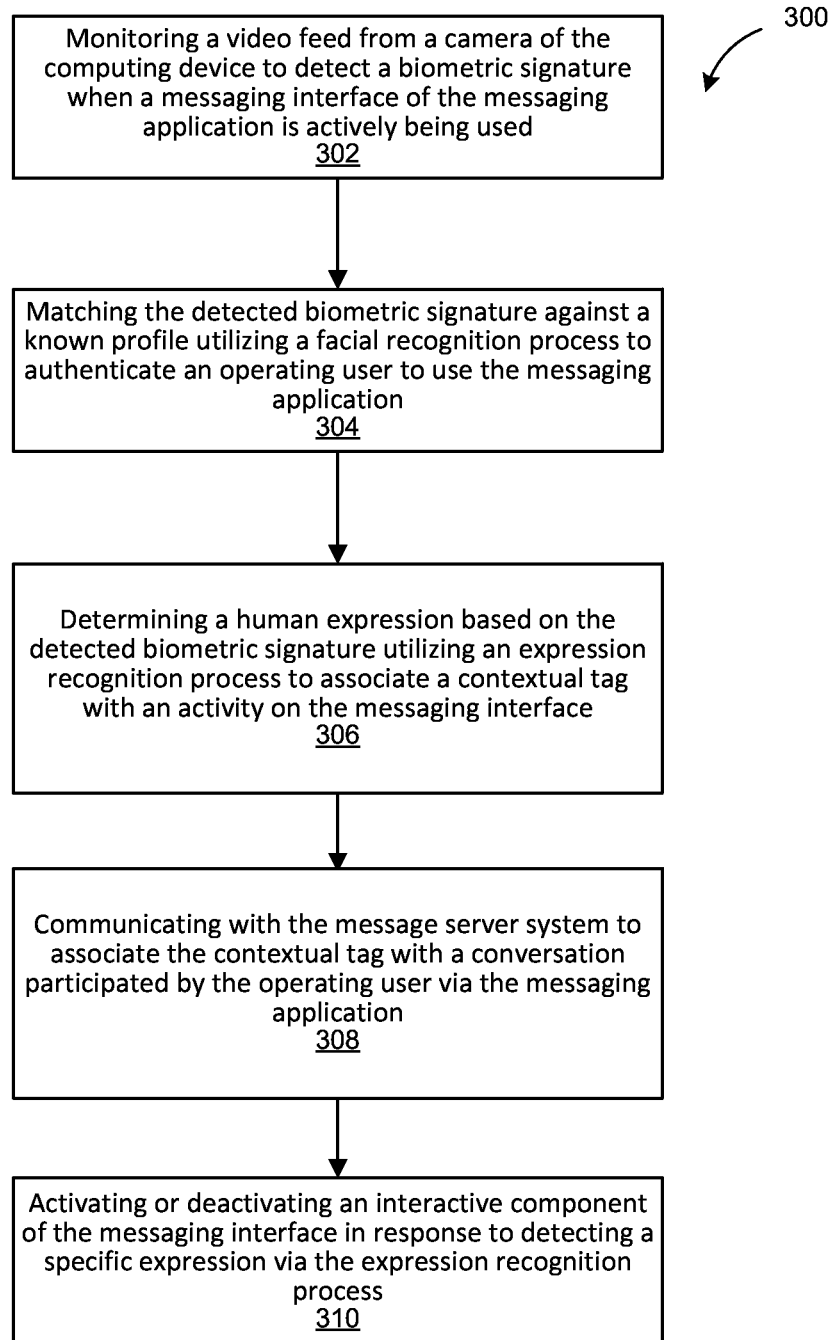 300
Monitoring a video feed from a camera of the
computing device to detect a biometric signature
when a messaging interface of the messaging
application is actively being used
302
Matching the detected biometric signature against a
known profile utilizing a facial recognition process to
authenticate an operating user to use the messaging
application
304
Determining a human expression based on the
detected biometric signature utilizing an expression
recognition process to associate a contextual tag
with an activity on the messaging interface
306
Communicating with the message server system to
associate the contextual tag with a conversation
participated by the operating user via the messaging
application
308
Activating or deactivating an interactive component
of the messaging interface in response to detecting a
specific expression via the expression recognition
process
310